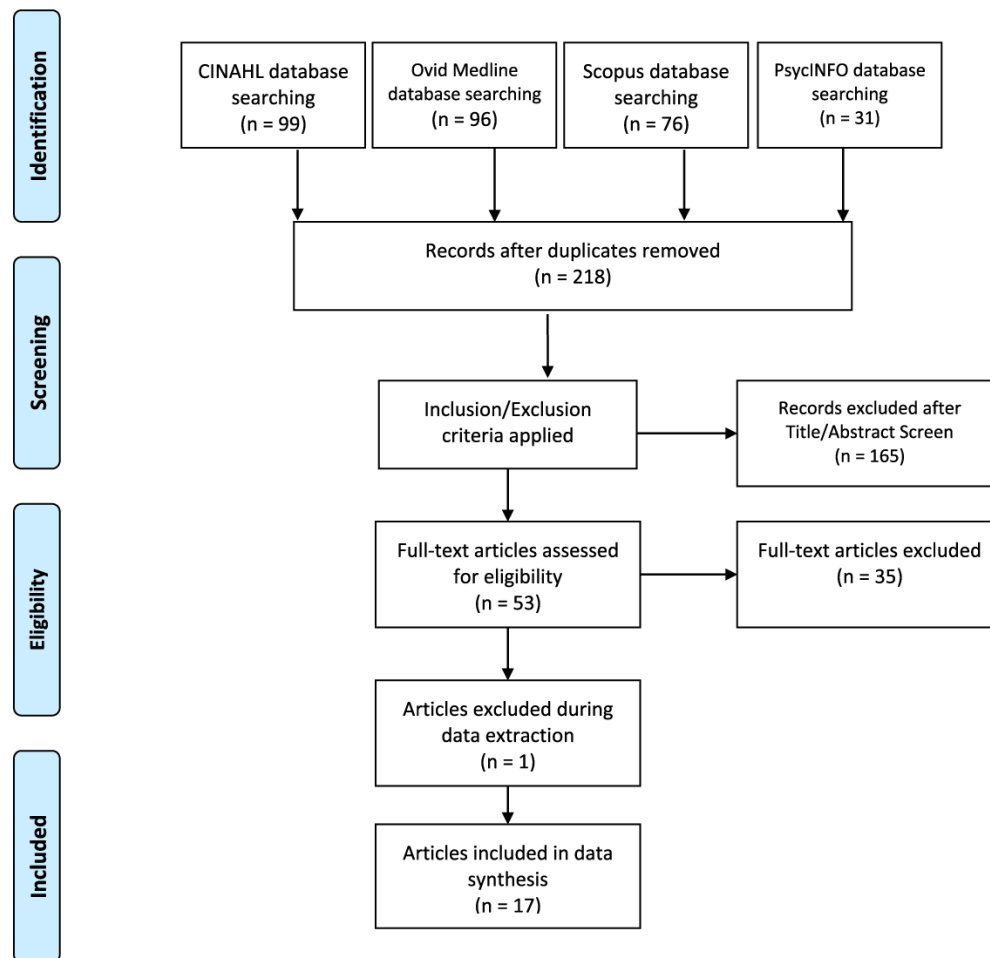 Identification
CINAHL database
searching
(n = 99)
Ovid Medline
database searching
(n = 96)
Scopus database
searching
(n = 76)
PsycINFO database
searching
(n = 31)
Records after duplicates removed
(n = 218)
Screening
Inclusion/Exclusion
criteria applied
Records excluded after
Title/Abstract Screen
(n = 165)
Eligibility
Full-text articles assessed
for eligibility
(n = 53)
Full-text articles excluded
(n = 35)
Articles excluded during
data extraction
(n = 1)
Included
Articles included in data
synthesis
(n = 17)